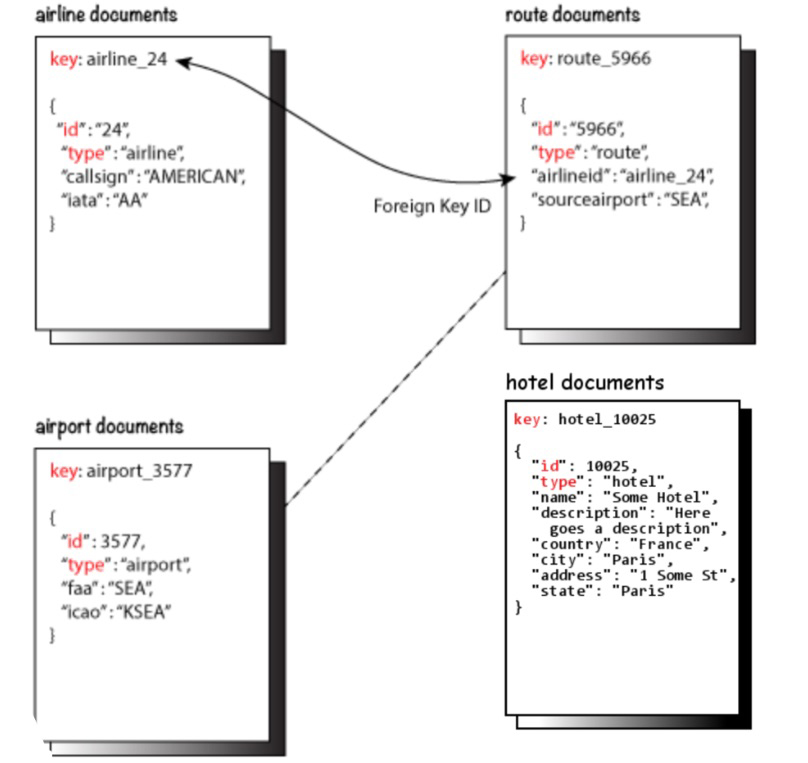 airline documents
key: airline_24
{
“id”:“24”,
“type”:“airline”,
“callsign”:“AMERICAN”,
“iata”:“AA”
}
route documents
key: route_5966
{
“id”:“5966”,
“type”:“route”,
“airlineid”:“airline_24”,
“sourceairport”:“SEA”,
}
Foreign Key ID
airport documents
key: airport_3577
{
“id”: 3577,
“type”:“airport”,
“faa”:“SEA”,
“icao”:“KSEA”
}
hotel documents
key: hotel_10025
{
"id": 10025,
"type": "hotel",
"name": "Some Hotel",
"description": "Here
goes a description",
"country": "France",
"city": "Paris",
"address": "1 Some St",
"state": "Paris"
}